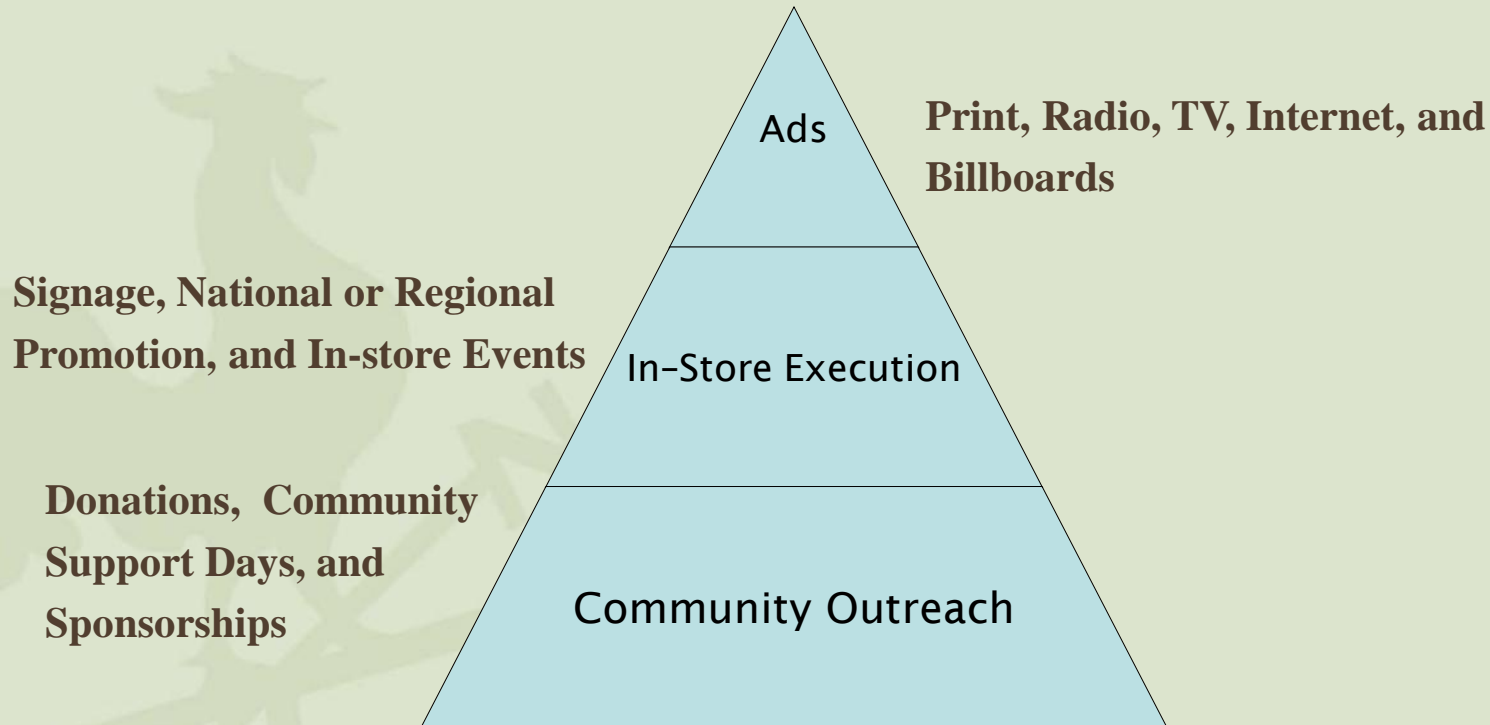 Ads
Print, Radio, TV, Internet, and
Billboards
Signage, National or Regional
Promotion, and In-store Events
In-Store Execution
Donations, Community
Support Days, and
Sponsorships
Community Outreach